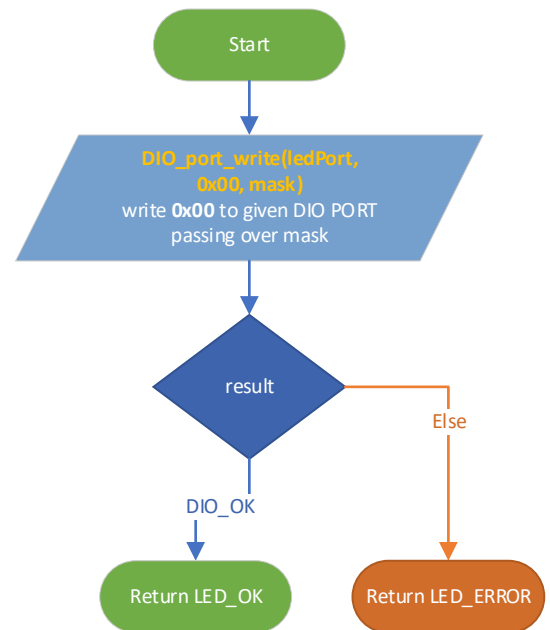 Start
DIO_port_write(ledPort,
0x00, mask)
write 0x00 to given DIO PORT
passing over mask
result
Else
DIO_OK
Return LED_OK
Return LED_ERROR